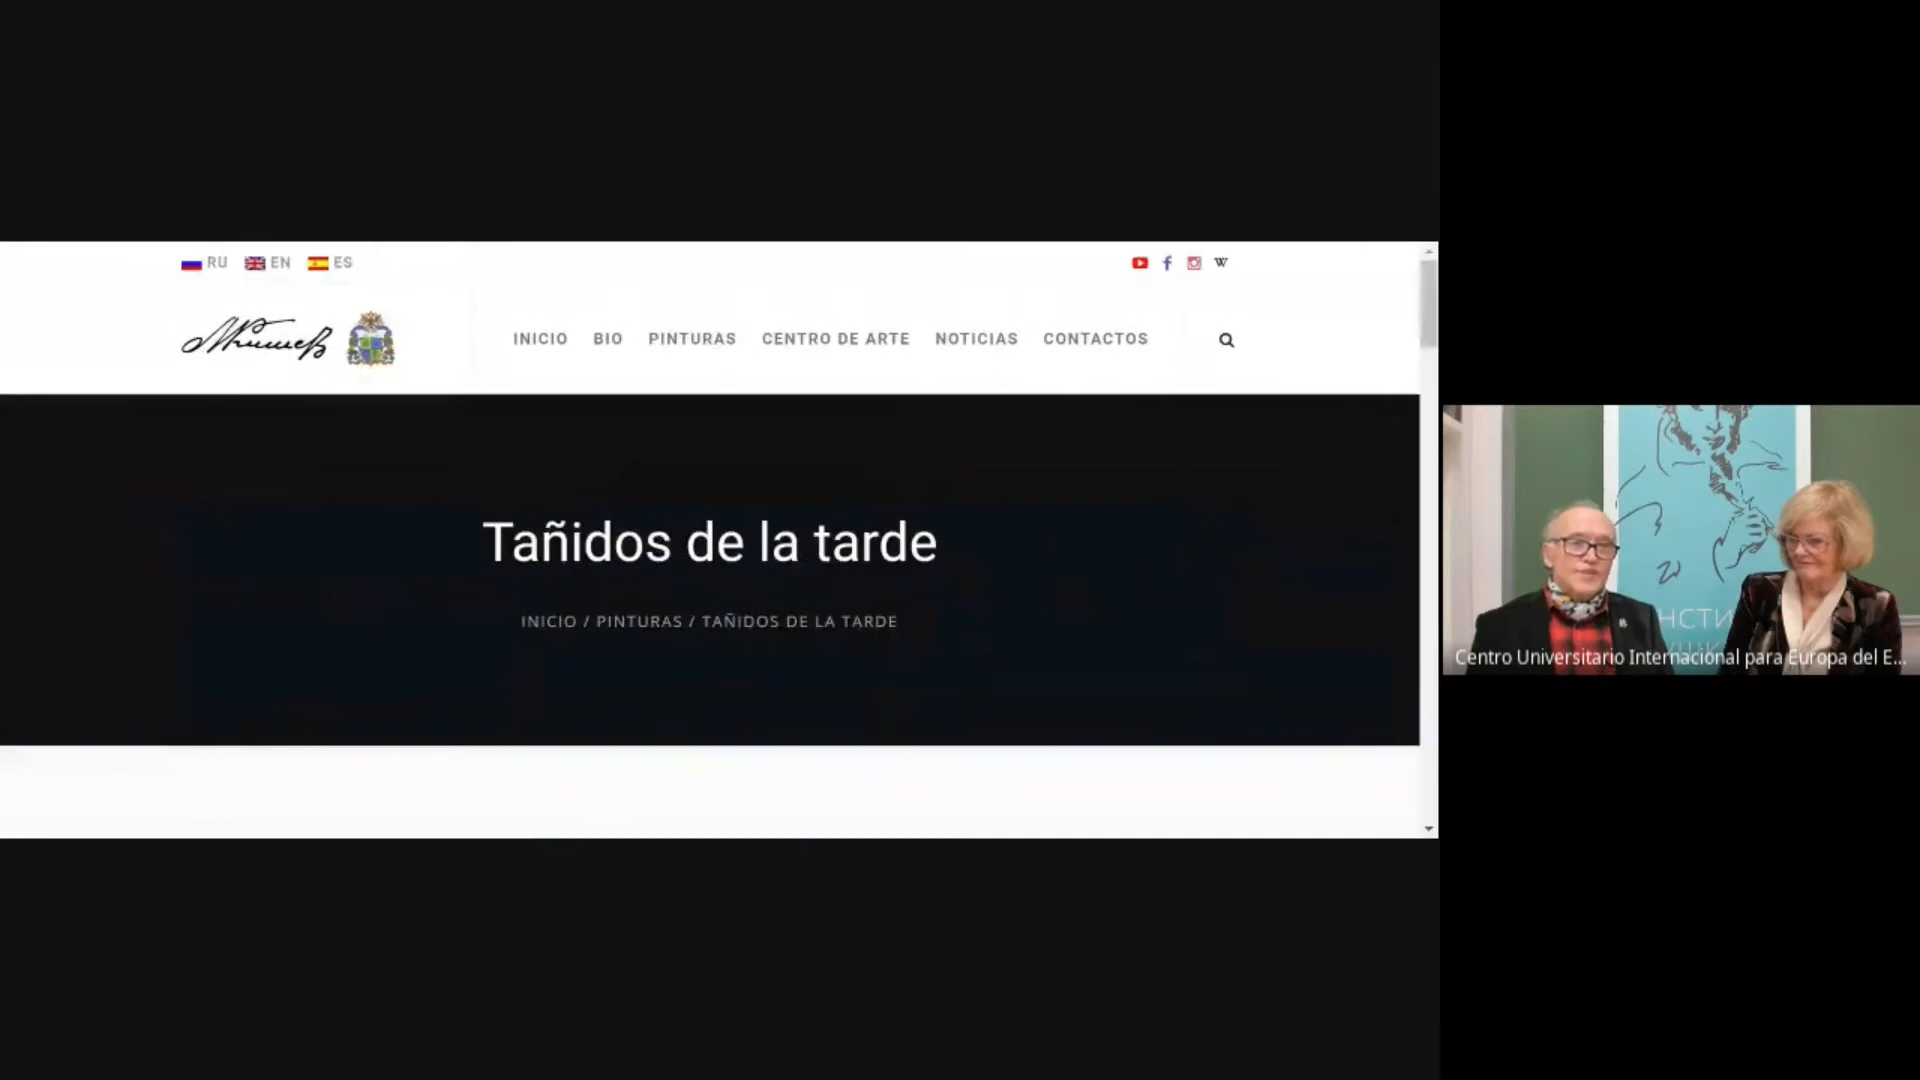 RU EN ES
INICIO BIO PINTURAS CENTRO DE ARTE NOTICIAS CONTACTOS
Tañidos de la tarde
INICIO / PINTURAS / TAÑIDOS DE LA TARDE
Centro Universitario Internacional para Europa del E...